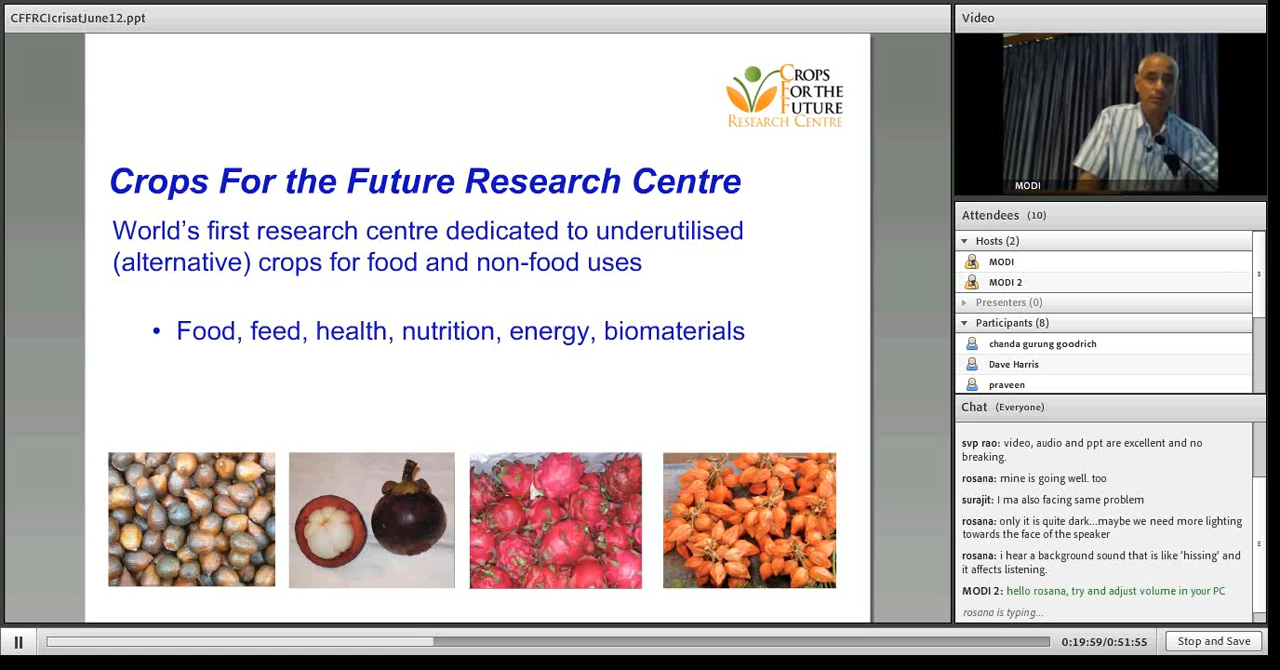 CFFRCIcrisatJune12.ppt
CROPS
FOR THE
FUTURE
RESEARCH CENTRE
Crops For the Future Research Centre
World's first research centre dedicated to underutilised
(alternative) crops for food and non-food uses
• Food, feed, health, nutrition, energy, biomaterials
Video
MODI
Attendees (10)
Hosts (2)
MODI
MODI 2
Presenters (0)
Participants (8)
chanda gurung goodrich
Dave Harris
praveen
Chat (Everyone)
svp rao: video, audio and ppt are excellent and no
breaking.
rosana: mine is going well. too
surajit: I ma also facing same problem
rosana: only it is quite dark...maybe we need more lighting
towards the face of the speaker
rosana: i hear a background sound that is like 'hissing' and
it affects listening.
MODI 2: hello rosana, try and adjust volume in your PC
rosana is typing...
0:19:59/0:51:55
Stop and Save